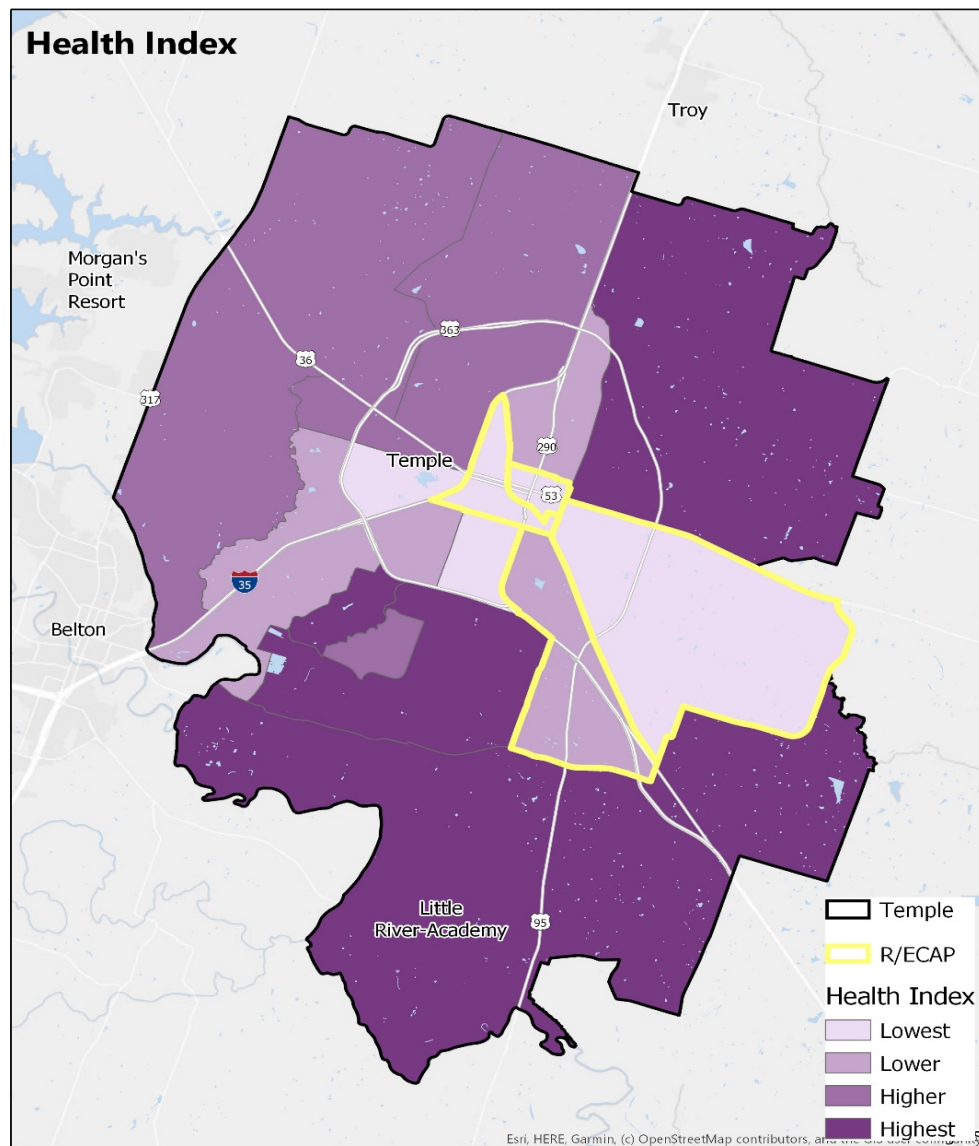 Health Index
Troy
Morgan's
Point
Resort
363
36
317
290
Temple
53
35
Belton
Little
River-Academy
95
Temple
R/ECAP
Health Index
Lowest
Lower
Higher
Highest
Esri, HERE, Garmin, (c) OpenStreetMap contributors, and the GIS user